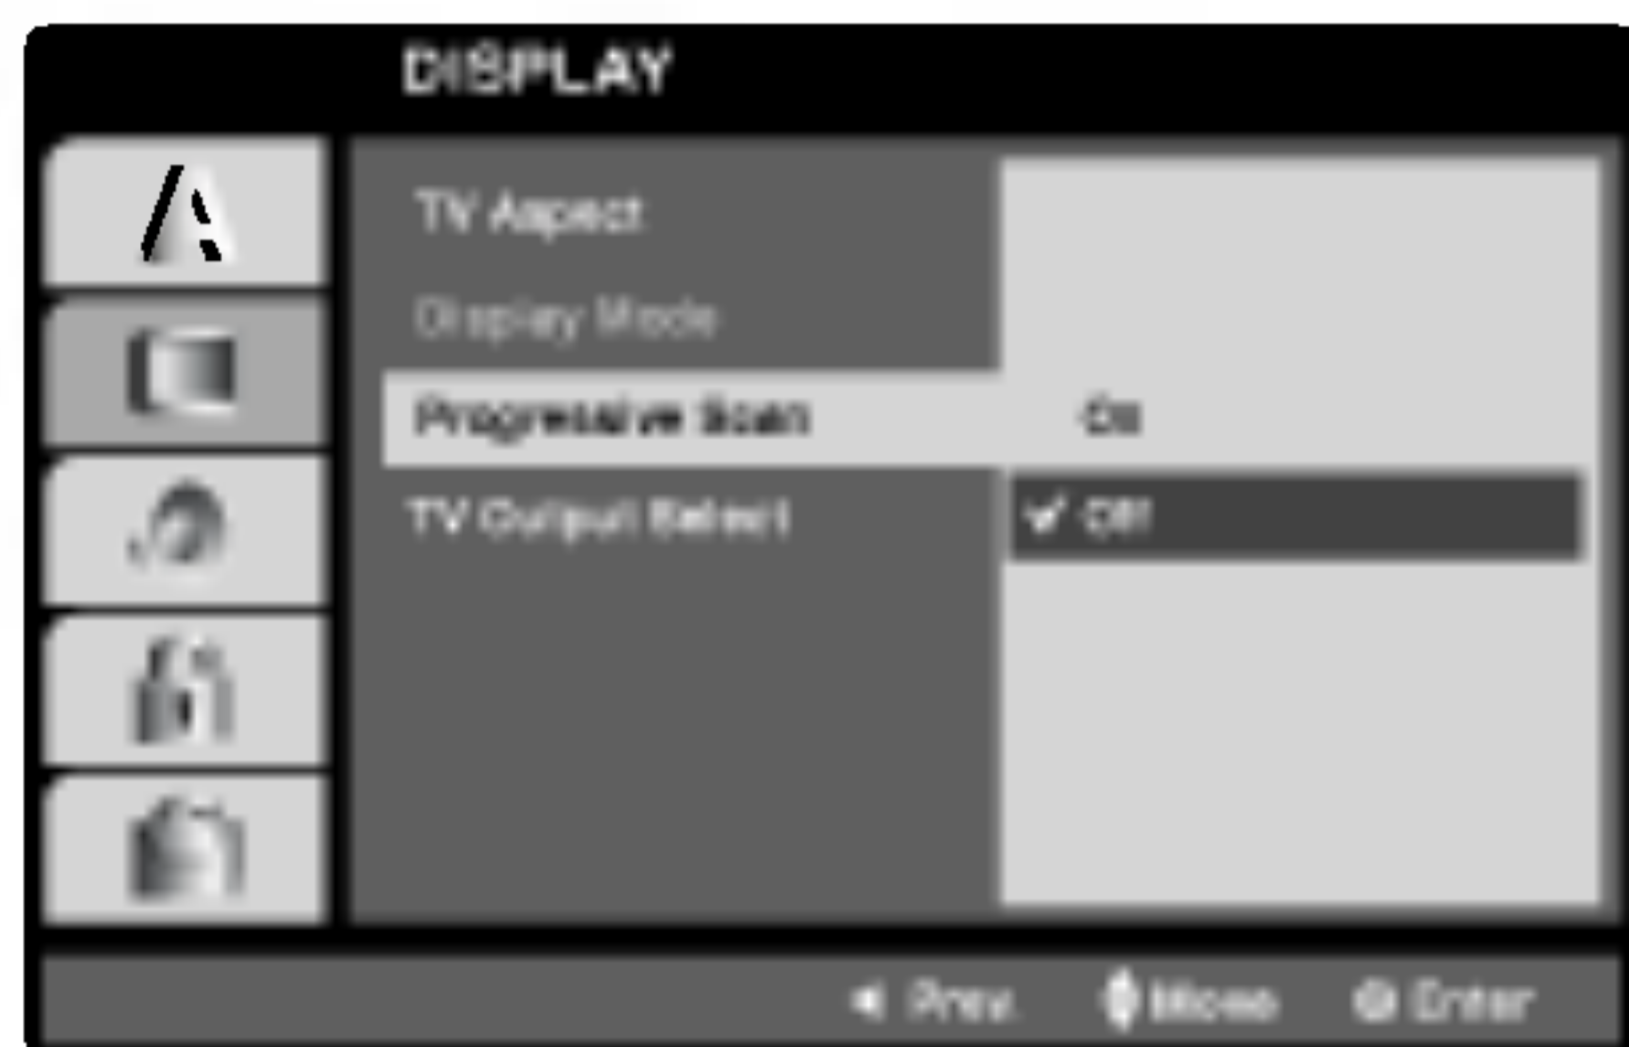 DISPLAY
TV Aspect
Display Mode
Progressive Scan On
TV Output Select ✔ Off
◀ Prev. Move Enter